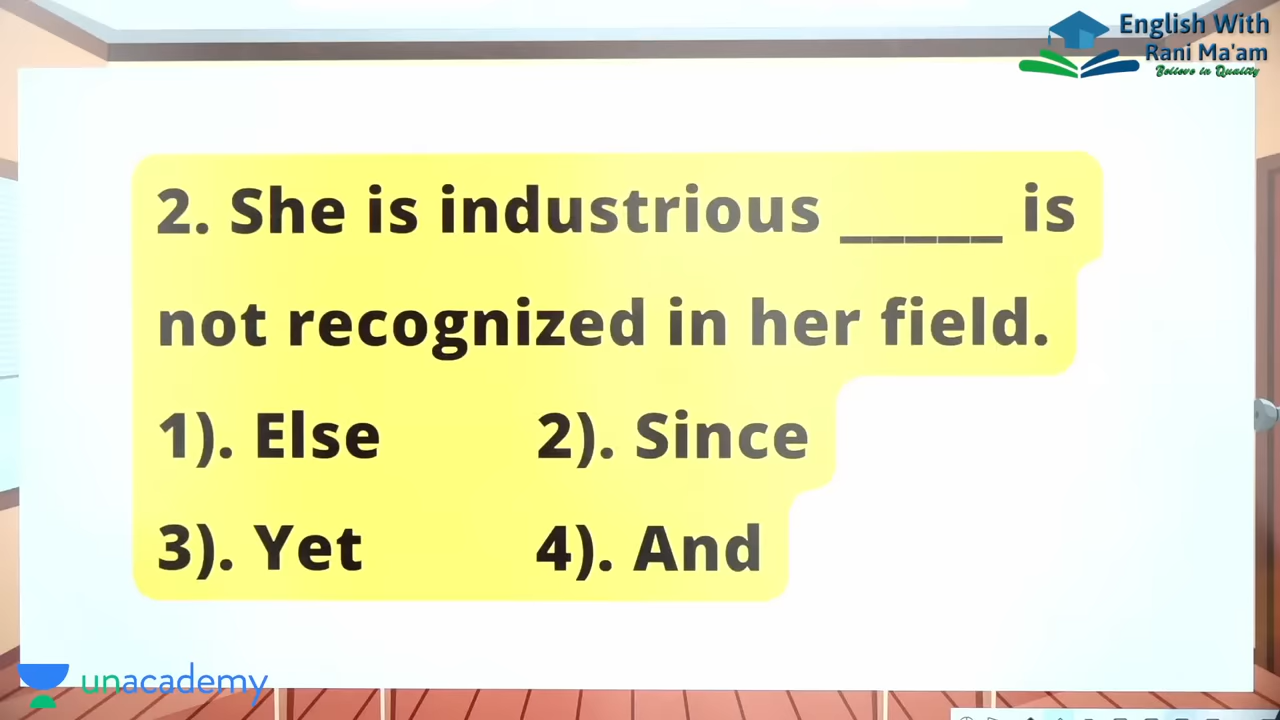 English With
Rani Ma'am
Believe in Quality
2. She is industrious _____ is
not recognized in her field.
1). Else 2). Since
3). Yet 4). And
unacademy